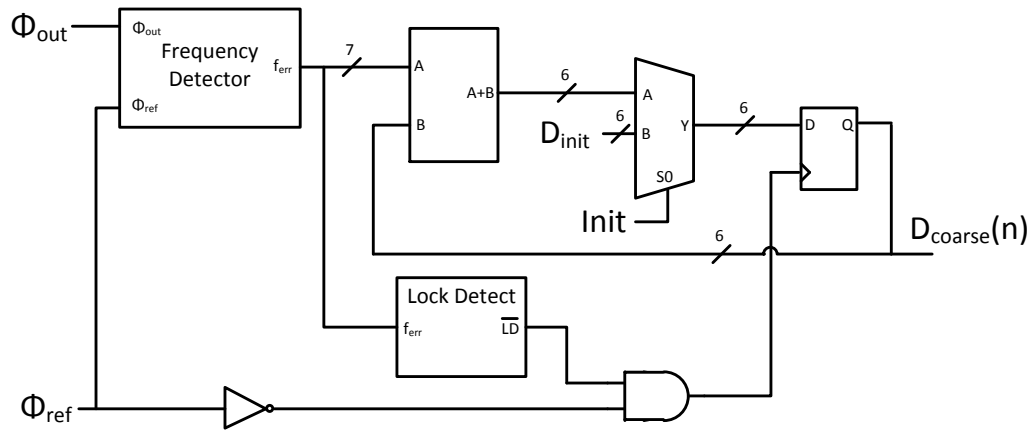 Φout
Φout
Frequency
Detector
ferr
Φref
7
A
B
A+B
6
6
Dinit
A
B
Y
S0
Init
6
D
Q
6
Dcoarse(n)
Lock Detect
ferr
LD
Φref